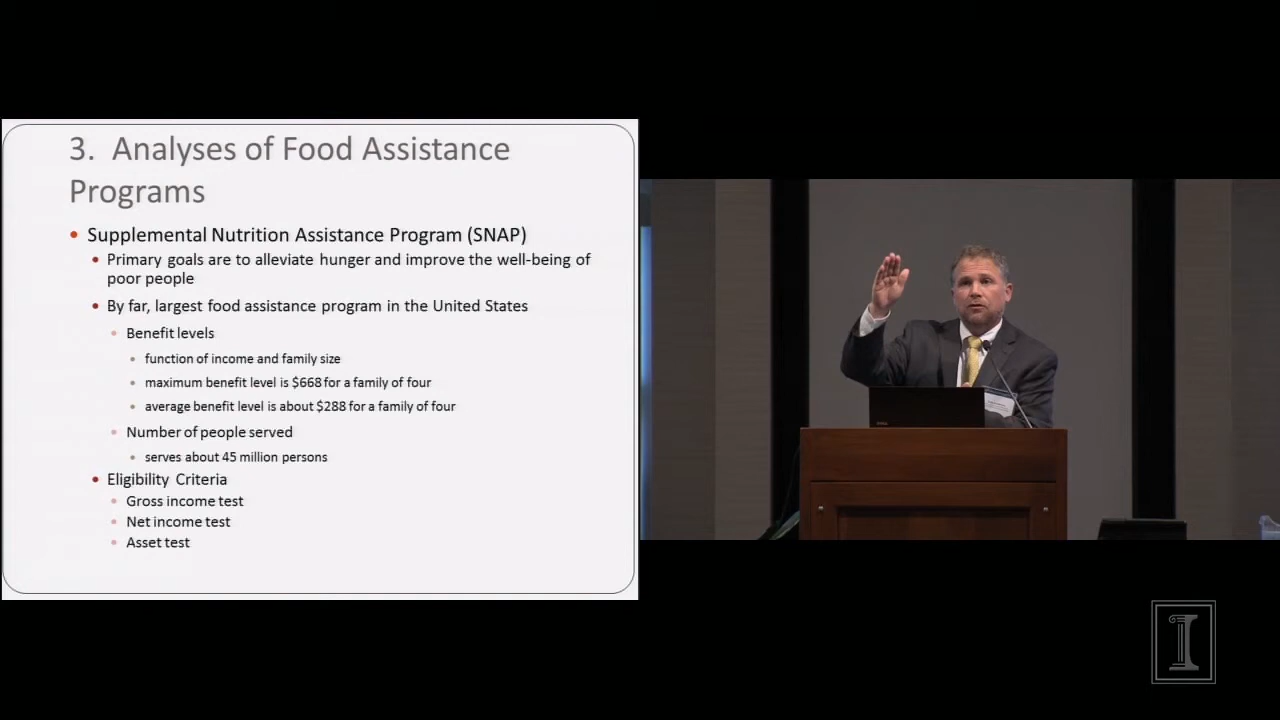 3. Analyses of Food Assistance
Programs
• Supplemental Nutrition Assistance Program (SNAP)
• Primary goals are to alleviate hunger and improve the well-being of
poor people
• By far, largest food assistance program in the United States
• Benefit levels
• function of income and family size
• maximum benefit level is $668 for a family of four
• average benefit level is about $288 for a family of four
• Number of people served
• serves about 45 million persons
• Eligibility Criteria
• Gross income test
• Net income test
• Asset test
I